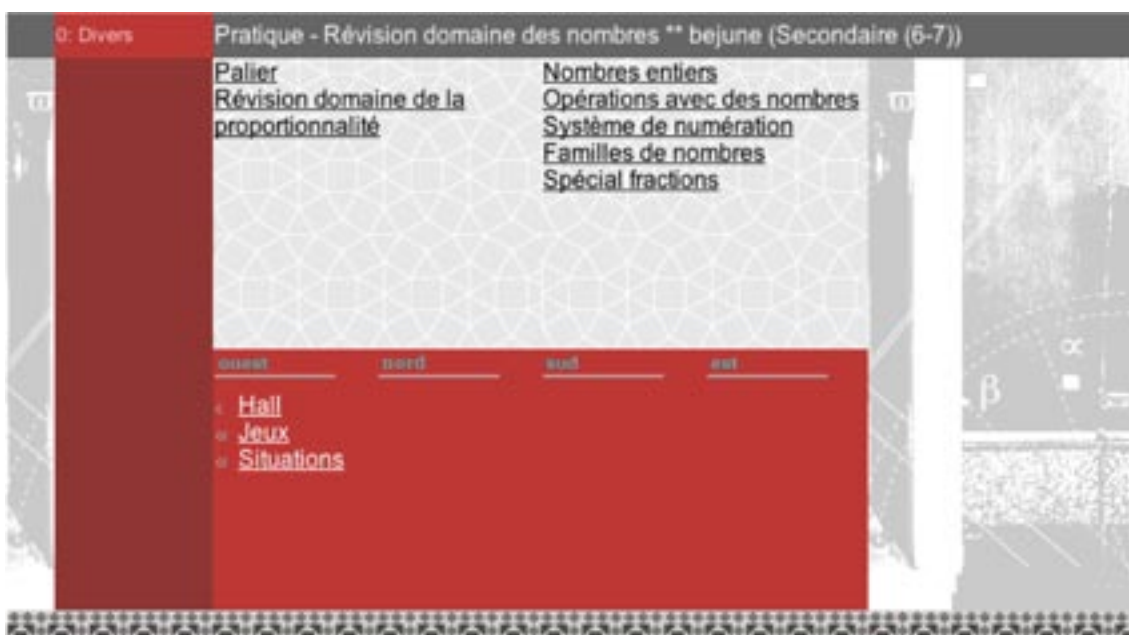 0: Divers
Pratique - Révision domaine des nombres ** bejune (Secondaire (6-7))
Palier
Révision domaine de la
proportionnalité
Nombres entiers
Opérations avec des nombres
Système de numération
Familles de nombres
Spécial fractions
ouest
nord
sud
est
Hall
Jeux
Situations
α
β